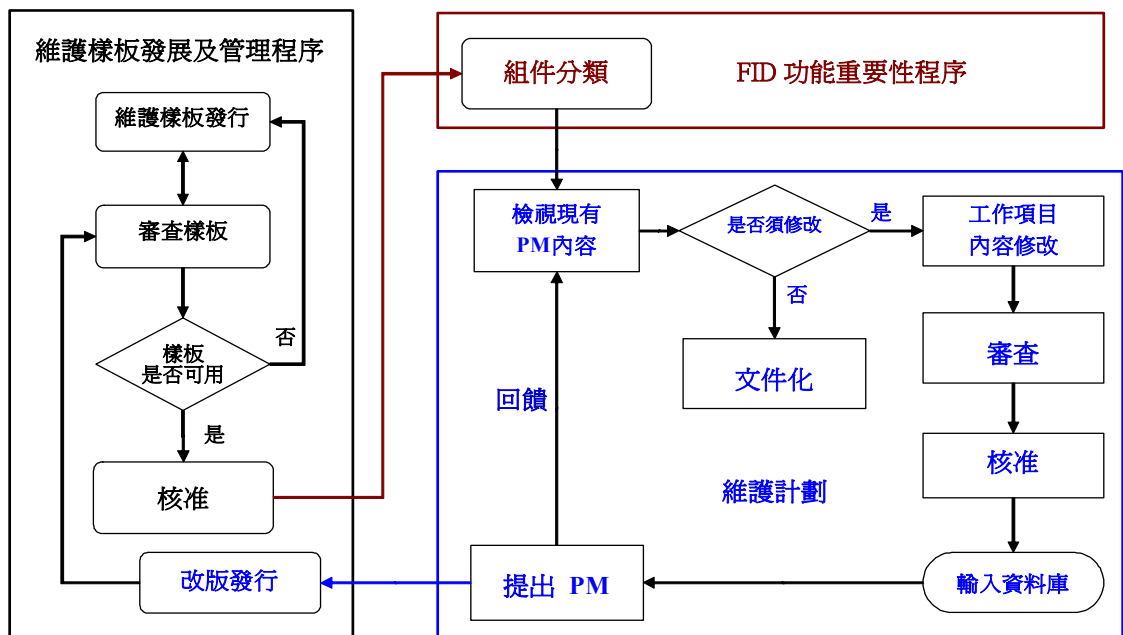 維護樣板發展及管理程序
維護樣板發行
審查樣板
樣板
是否可用
否
是
核准
改版發行
組件分類
FID 功能重要性程序
檢視現有
PM內容
是否須修改
是
否
工作項目
內容修改
文件化
審查
核准
輸入資料庫
提出 PM
回饋
維護計劃